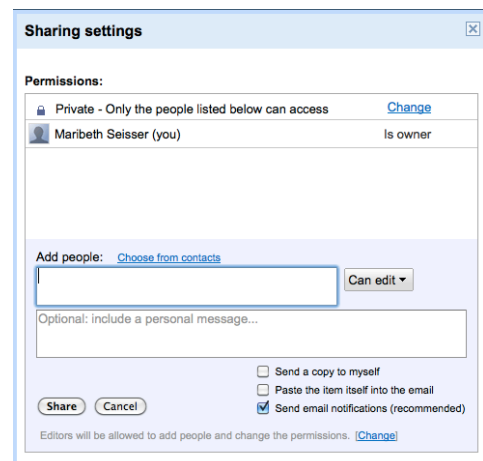 Sharing settings
Permissions:
Private - Only the people listed below can access Change
Maribeth Seisser (you) Is owner
Add people: Choose from contacts
Can edit
Optional: include a personal message...
Send a copy to myself
Paste the item itself into the email
Share Cancel Send email notifications (recommended)
Editors will be allowed to add people and change the permissions. [Change]